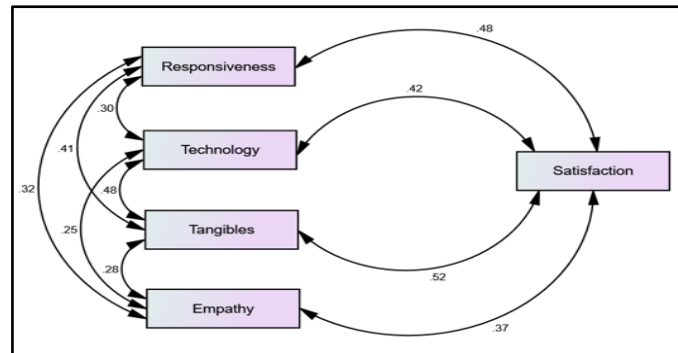 .48
Responsiveness
.42
.30
.41
Technology
.32
.48
Satisfaction
.25
Tangibles
.28
.52
Empathy
.37